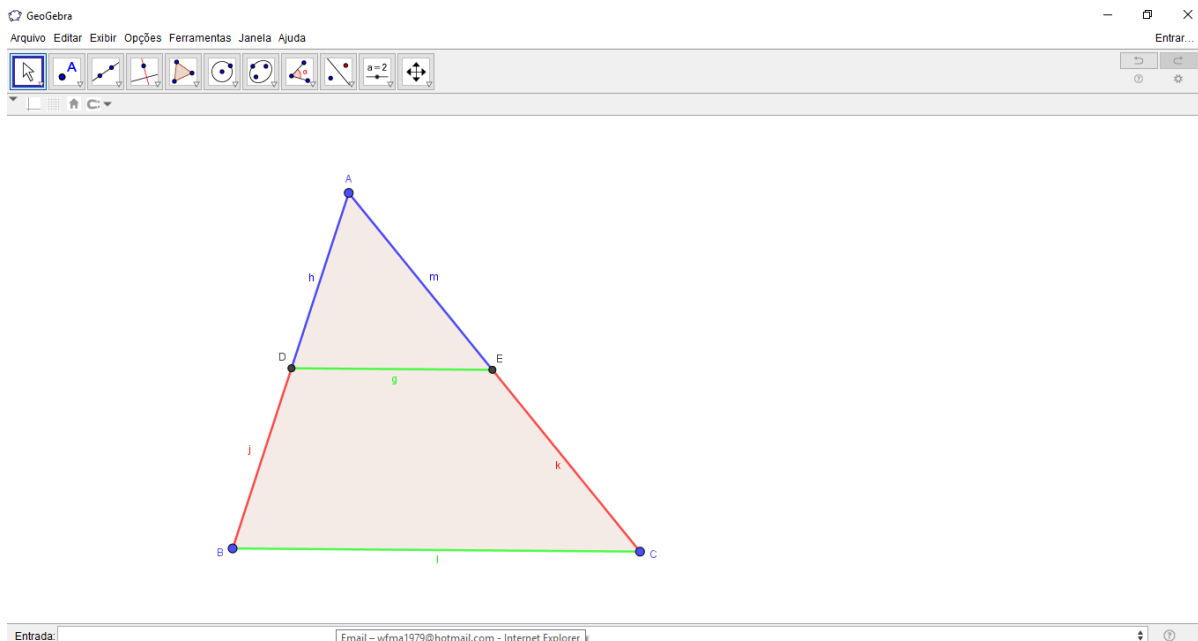 GeoGebra
Arquivo Editar Exibir Opções Ferramentas Janela Ajuda
Entrar...
A
α
a=2
A
h
m
D
E
g
j
k
B
C
Entrada:
Email – wfma1979@hotmail.com - Internet Explorer